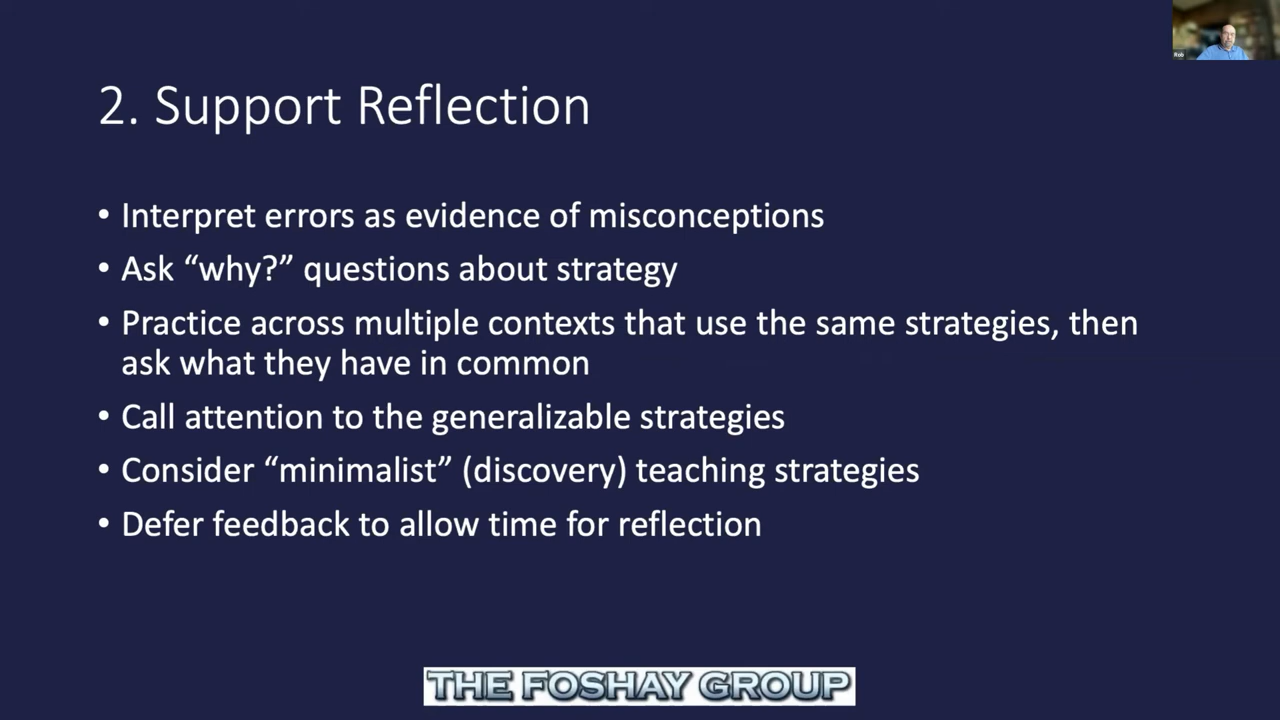 Rob
2. Support Reflection
• Interpret errors as evidence of misconceptions
• Ask “why?” questions about strategy
• Practice across multiple contexts that use the same strategies, then
ask what they have in common
• Call attention to the generalizable strategies
• Consider “minimalist” (discovery) teaching strategies
• Defer feedback to allow time for reflection
THE FOSHAY GROUP